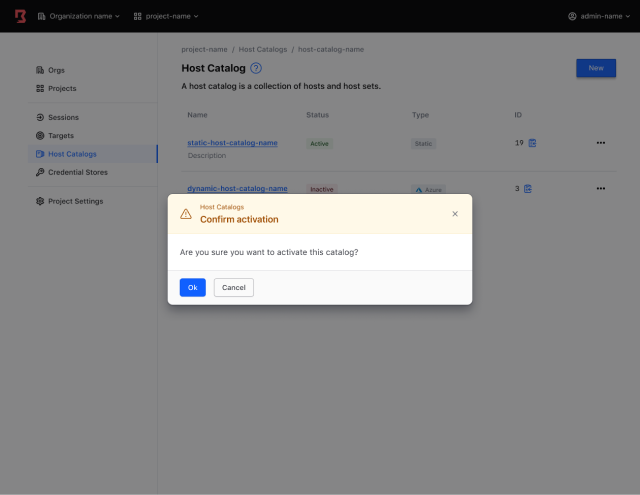 Organization name project-name admin-name
project-name / Host Catalogs / host-catalog-name
Host Catalog
New
A host catalog is a collection of hosts and host sets.
Orgs
Projects
Sessions
Targets
Host Catalogs
Credential Stores
Project Settings
Name Status Type ID
static-host-catalog-name Active Static 19
Description
dynamic-host-catalog-name Inactive Azure 3
Host Catalogs
Confirm activation
Are you sure you want to activate this catalog?
Ok Cancel